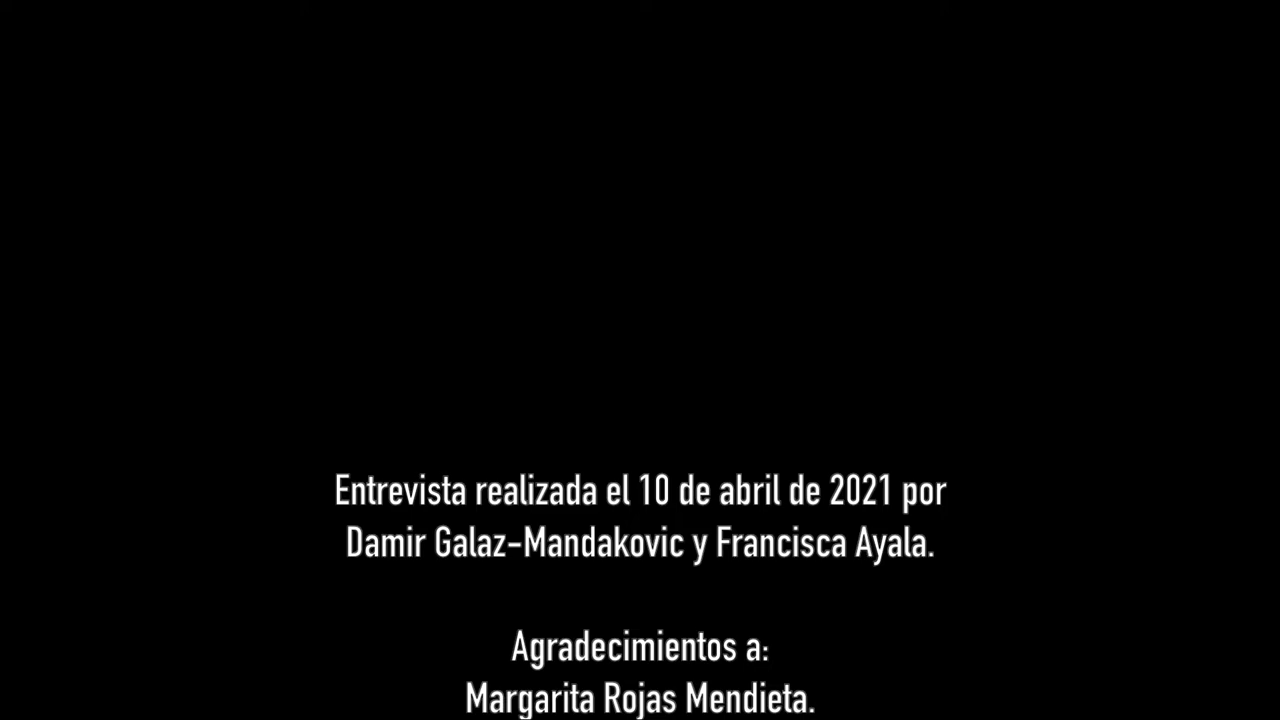 Entrevista realizada el 10 de abril de 2021 por
Damir Galaz-Mandakovic y Francisca Ayala.
Agradecimientos a:
Margarita Rojas Mendieta.